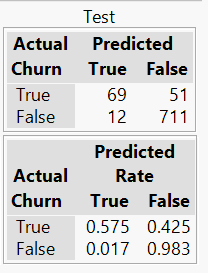 Test
Actual Predicted
Churn True False
True 69 51
False 12 711
Predicted
Actual Rate
Churn True False
True 0.575 0.425
False 0.017 0.983